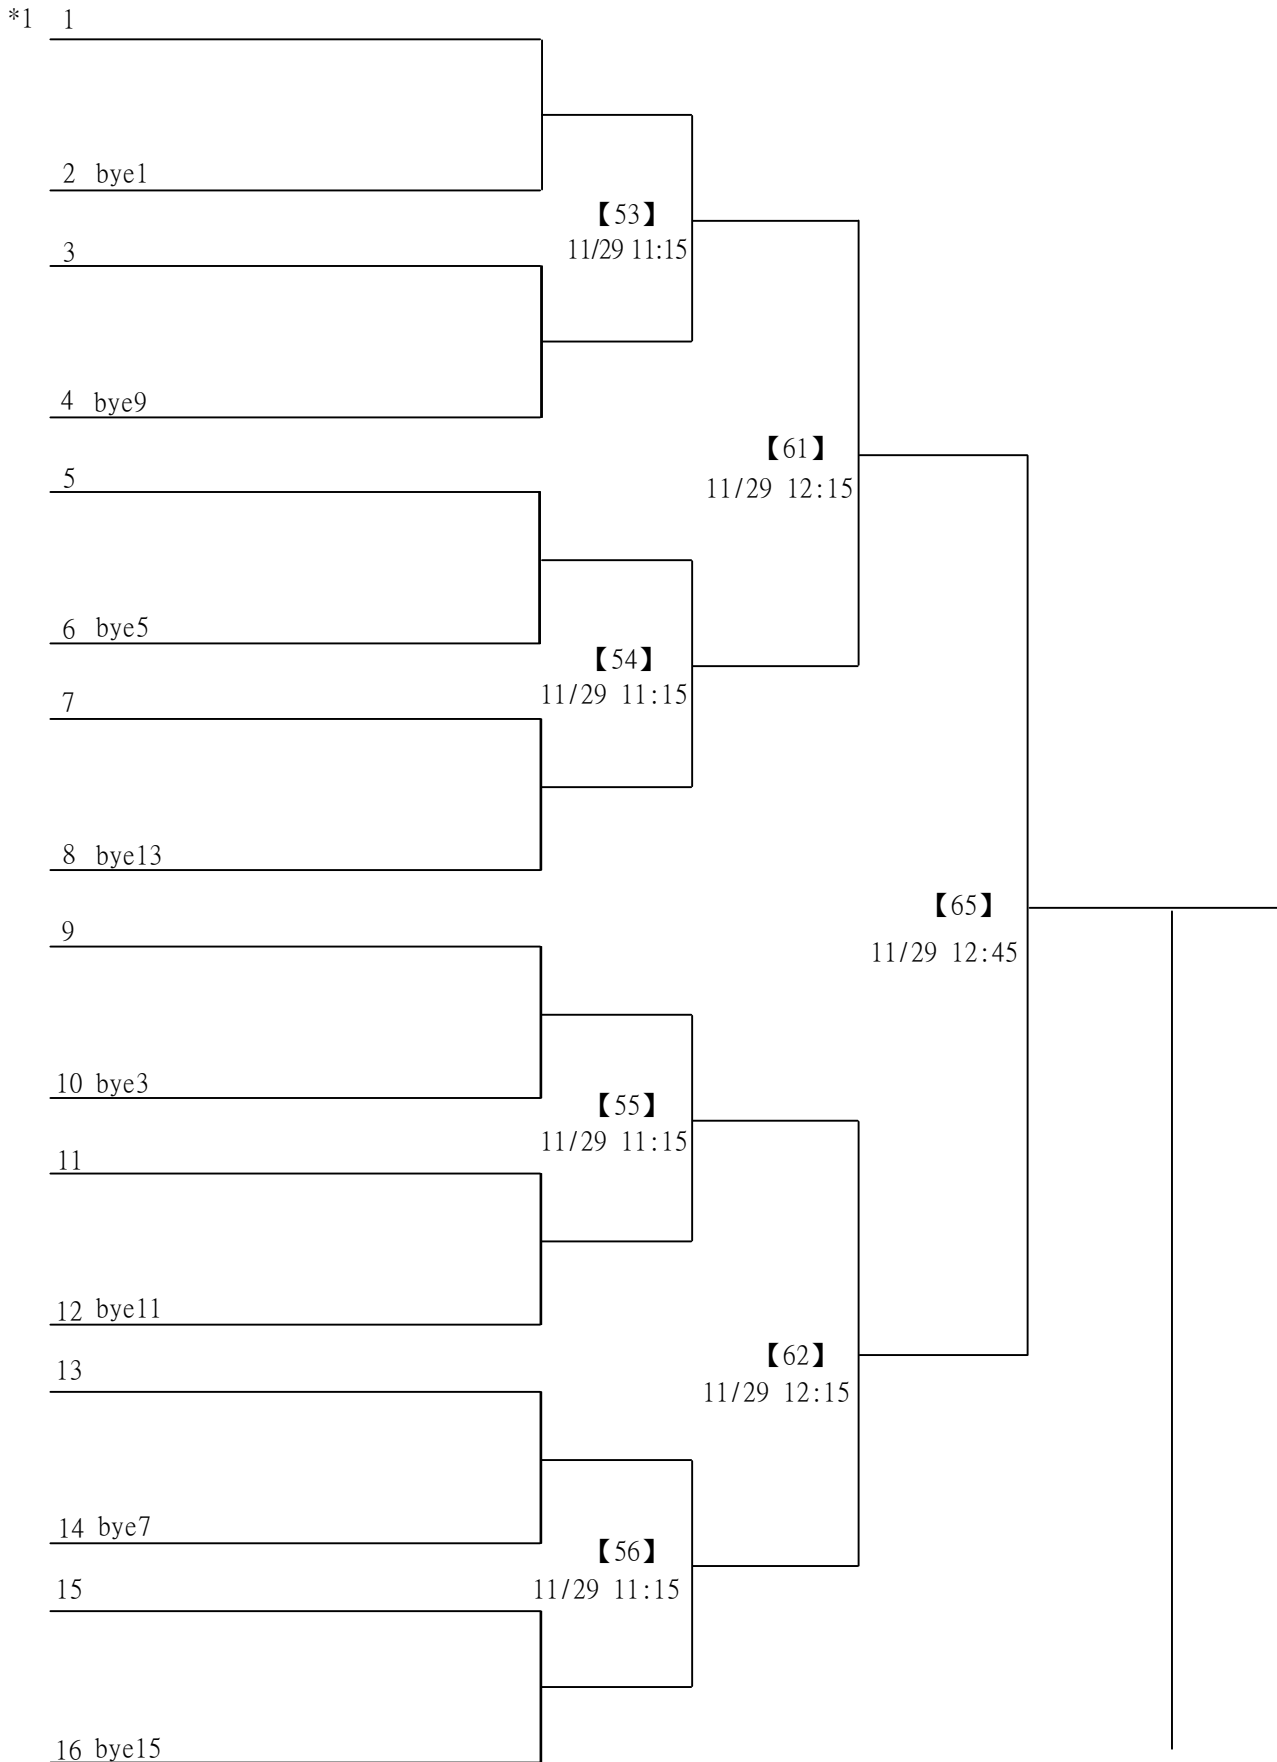 *1 1
2 bye1
【53】
11/29 11:15
3
4 bye9
【61】
11/29 12:15
5
6 bye5
【54】
11/29 11:15
7
8 bye13
【65】
11/29 12:45
9
10 bye3
【55】
11/29 11:15
11
12 bye11
【62】
11/29 12:15
13
14 bye7
【56】
11/29 11:15
15
16 bye15